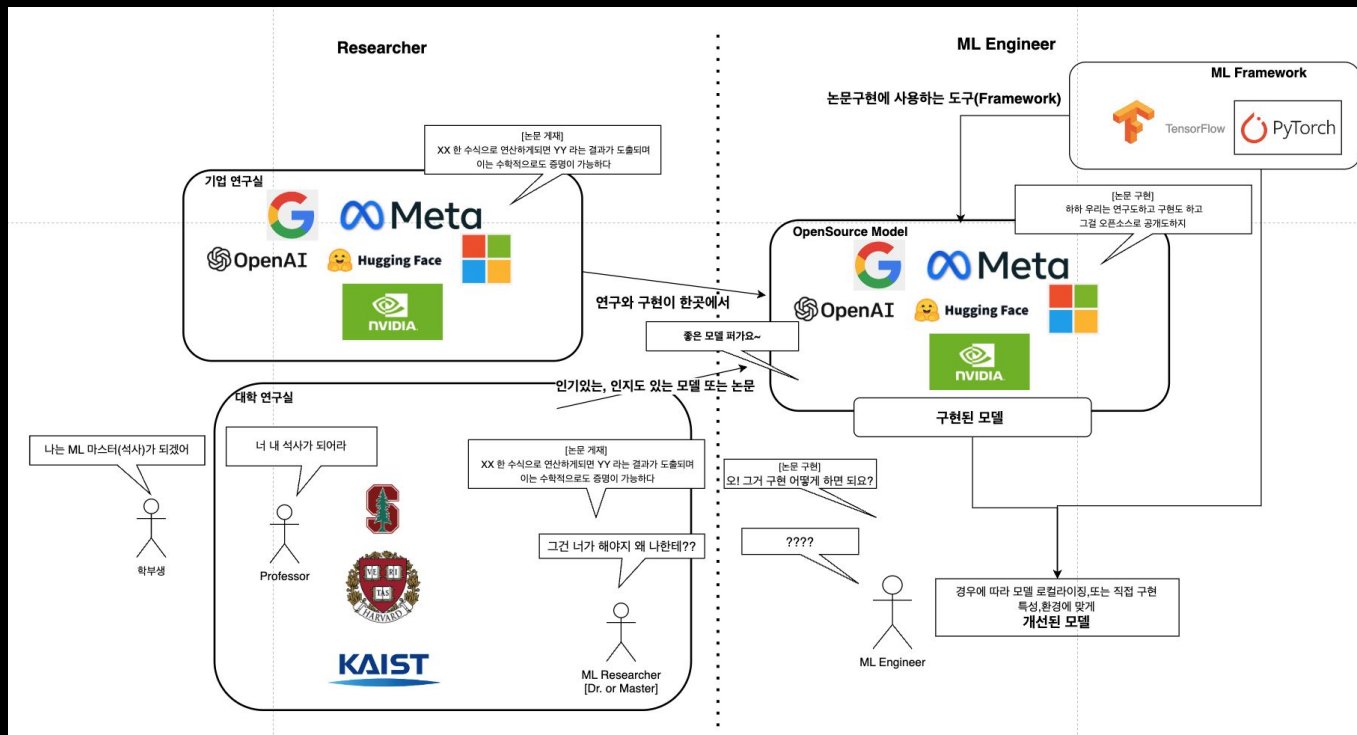 Researcher
ML Engineer
ML Framework
논문구현에 사용하는 도구(Framework)
TensorFlow
PyTorch
[논문 게재]
XX 한 수식으로 연산하게되면 YY 라는 결과가 도출되며
이는 수학적으로도 증명이 가능하다
기업 연구실
G
Meta
OpenAI
Hugging Face
NVIDIA
[논문 구현]
하하 우리는 연구도하고 구현도 하고
그걸 오픈소스로 공개도하지
OpenSource Model
G
Meta
OpenAI
Hugging Face
NVIDIA
연구와 구현이 한곳에서
좋은 모델 퍼가요~
인기있는, 인지도 있는 모델 또는 논문
구현된 모델
대학 연구실
나는 ML 마스터(석사)가 되겠어
너 내 석사가 되어라
[논문 게재]
XX 한 수식으로 연산하게되면 YY 라는 결과가 도출되며
이는 수학적으로도 증명이 가능하다
[논문 구현]
오! 그거 구현 어떻게 하면 되요?
그건 너가 해야지 왜 나한테??
????
학부생
Professor
S
VE RI
TAS
HARVARD
KAIST
ML Researcher
[Dr. or Master]
ML Engineer
경우에 따라 모델 로컬라이징,또는 직접 구현
특성,환경에 맞게
개선된 모델